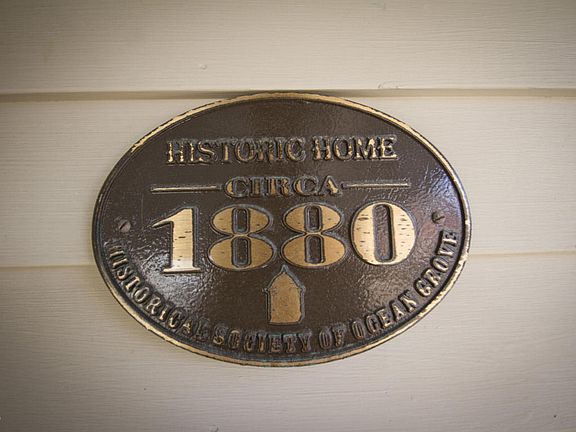 HISTORIC HOME
CIRCA
1880
HISTORICAL SOCIETY OF OCEAN GROVE